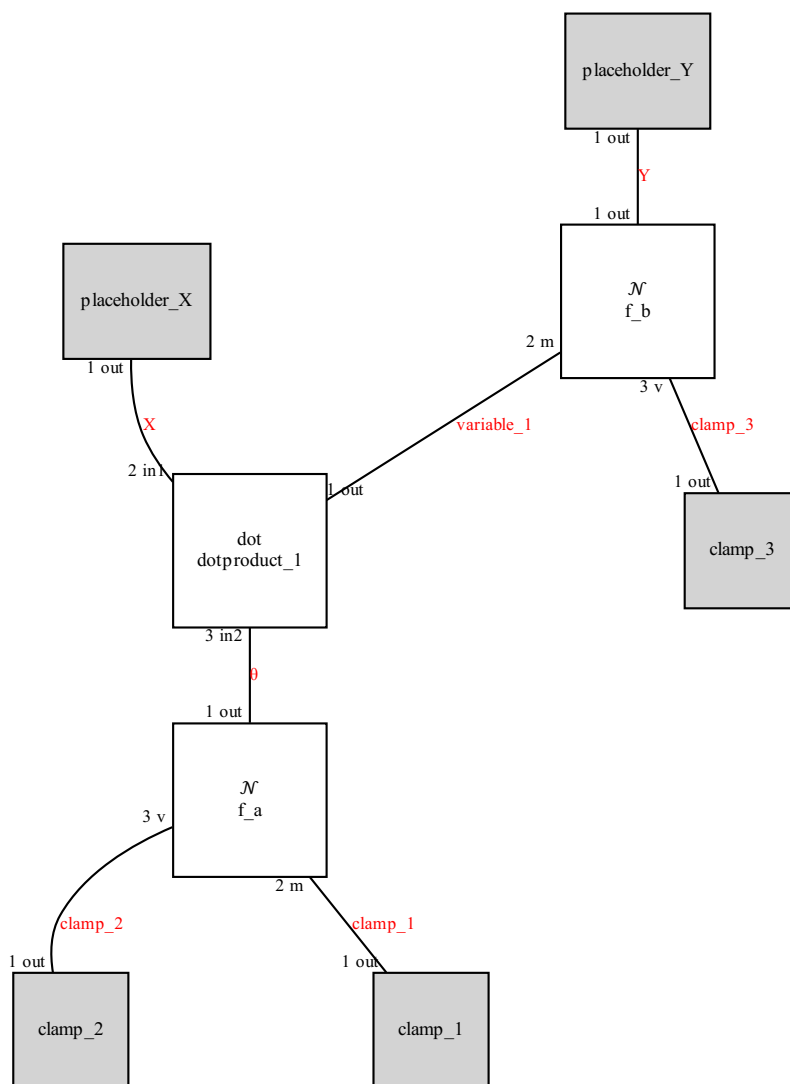 placeholder_Y
1 out
Y
1 out
𝒩
f_b
placeholder_X
1 out
2 m
3 v
X
variable_1
clamp_3
2 in1
1 out
1 out
dot
dotproduct_1
clamp_3
3 in2
θ
1 out
𝒩
f_a
3 v
2 m
clamp_2
clamp_1
1 out
1 out
clamp_2
clamp_1